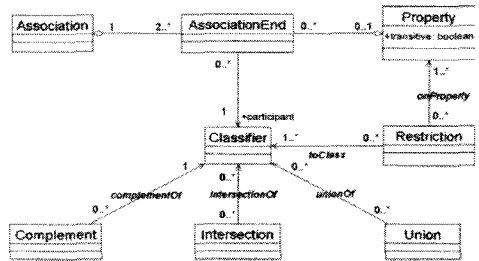 Property
Association 1 2..* AssociationEnd 0..* 0..1 +transitive: boolean
0..* 1..*
onProperty
1 +participant 0..*
Classifier 1..* 0..* Restriction
toClass
1 0..* 0..*
complementOf intersectionOf unionOf
0..* 0..* 0..*
Complement Intersection Union